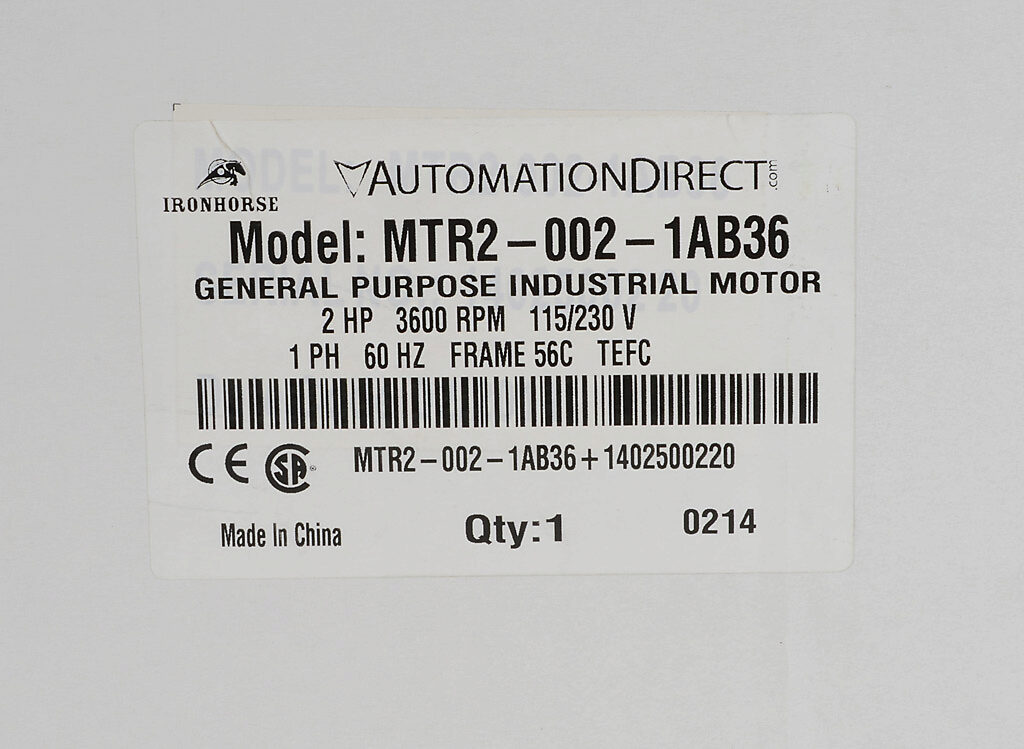 IRONHORSE
AUTOMATIONDIRECT.com
Model: MTR2-002-1AB36
GENERAL PURPOSE INDUSTRIAL MOTOR
2 HP 3600 RPM 115/230 V
1 PH 60 HZ FRAME 56C TEFC
CE SA® MTR2-002-1AB36+1402500220
Made In China Qty:1 0214